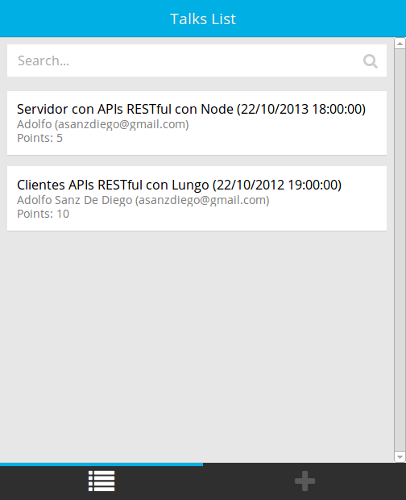 Talks List
Search...
Servidor con APIs RESTful con Node (22/10/2013 18:00:00)
Adolfo (asanzdiego@gmail.com)
Points: 5
Clientes APIs RESTful con Lungo (22/10/2012 19:00:00)
Adolfo Sanz De Diego (asanzdiego@gmail.com)
Points: 10